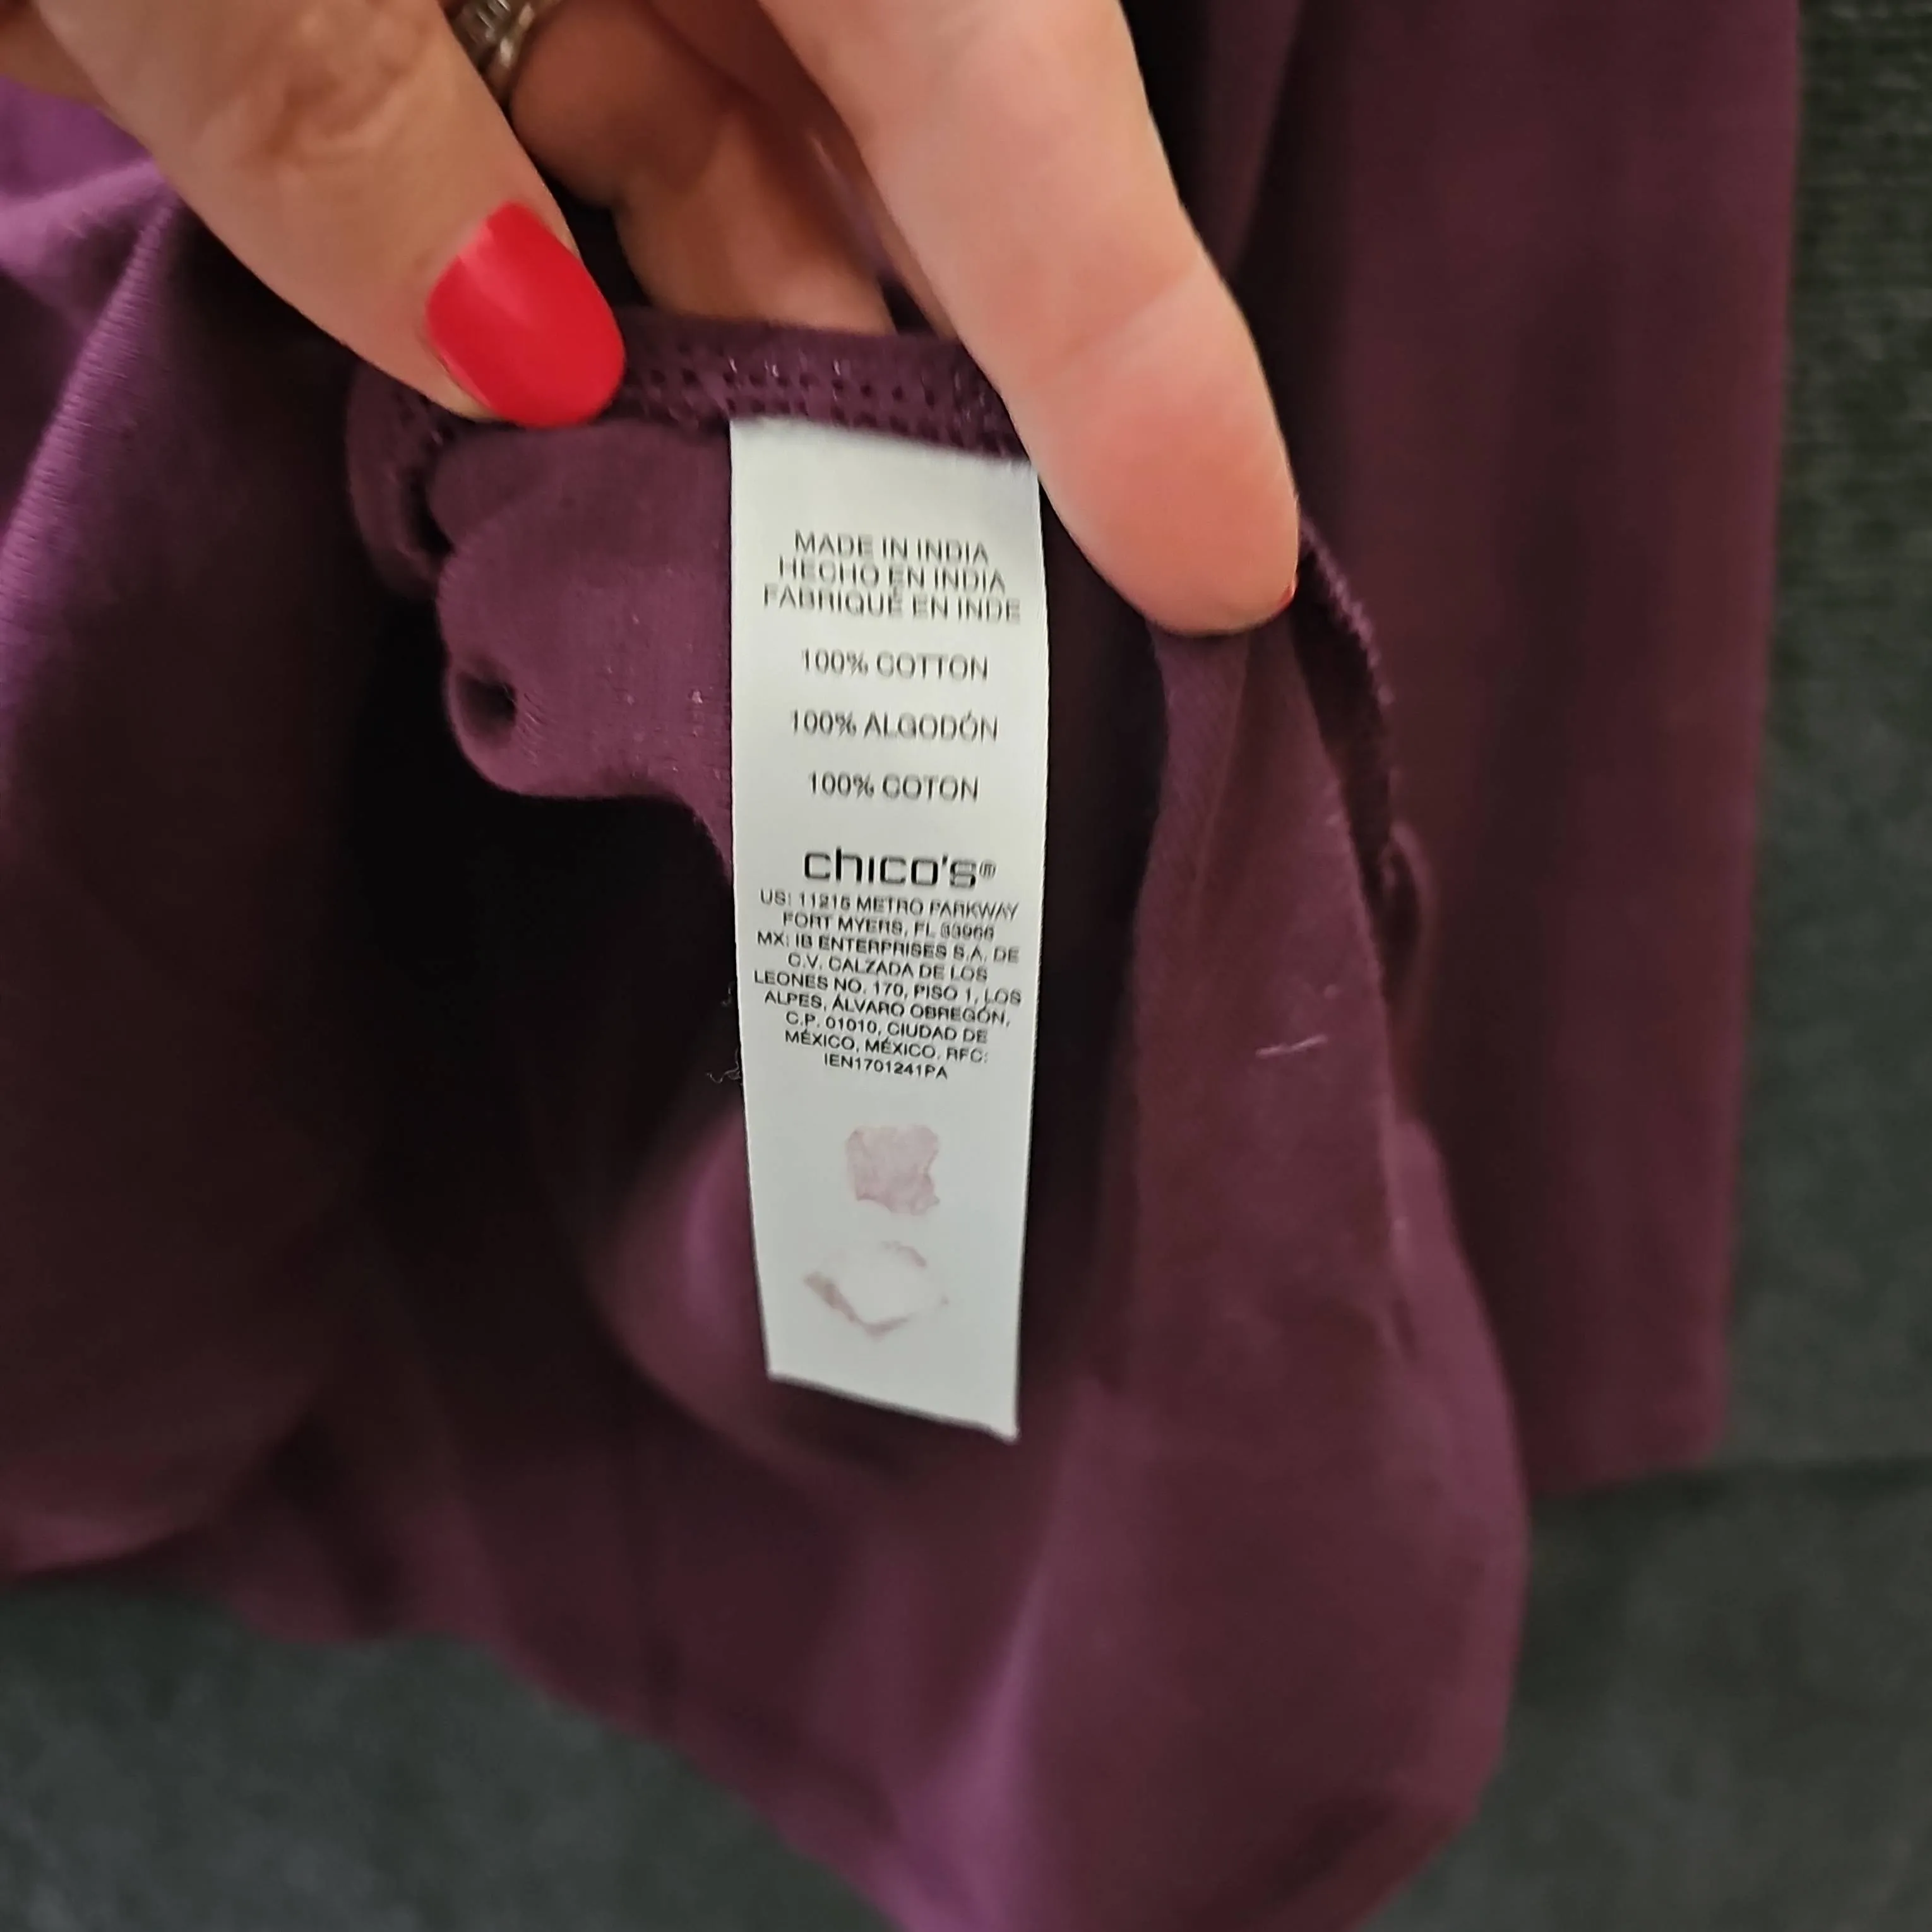 MADE IN INDIA
HECHO EN INDIA
FABRIQUÉ EN INDE
100% COTTON
100% ALGODÓN
100% COTON
chico's®
US: 11215 METRO PARKWAY
FORT MYERS, FL 33966
MX: IB ENTERPRISES S.A. DE
C.V. CALZADA DE LOS
LEONES NO. 170, PISO 1, LOS
ALPES, ÁLVARO OBREGÓN,
C.P. 01010, CIUDAD DE
MÉXICO, MÉXICO. RFC:
IEN1701241PA